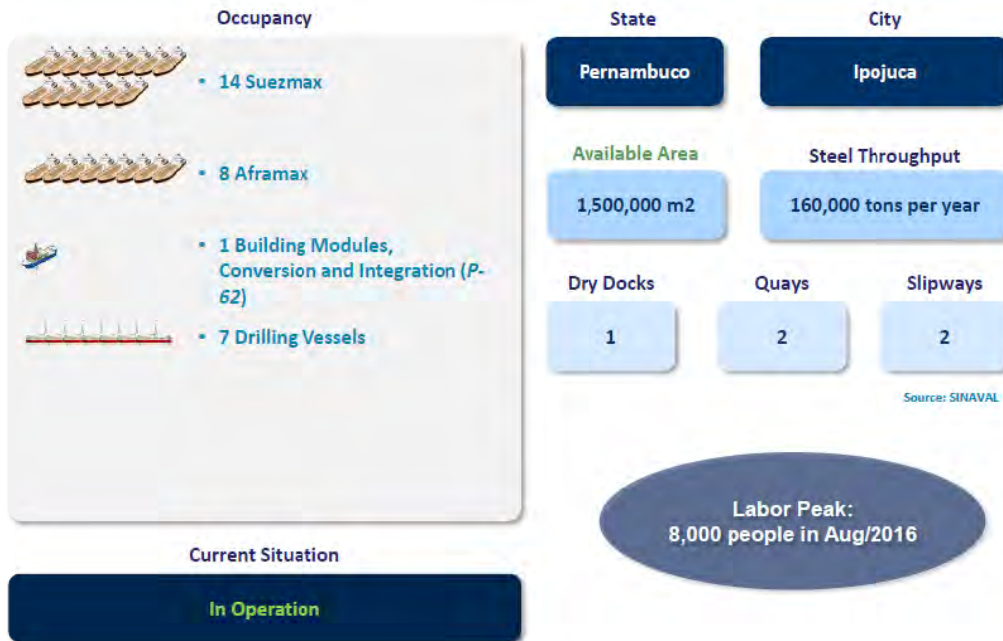 Occupancy
• 14 Suezmax
• 8 Aframax
• 1 Building Modules,
Conversion and Integration (P-
62)
• 7 Drilling Vessels
Current Situation
In Operation
State
City
Pernambuco
Ipojuca
Available Area
Steel Throughput
1,500,000 m2
160,000 tons per year
Dry Docks
Quays
Slipways
1
2
2
Source: SINAVAL
Labor Peak:
8,000 people in Aug/2016